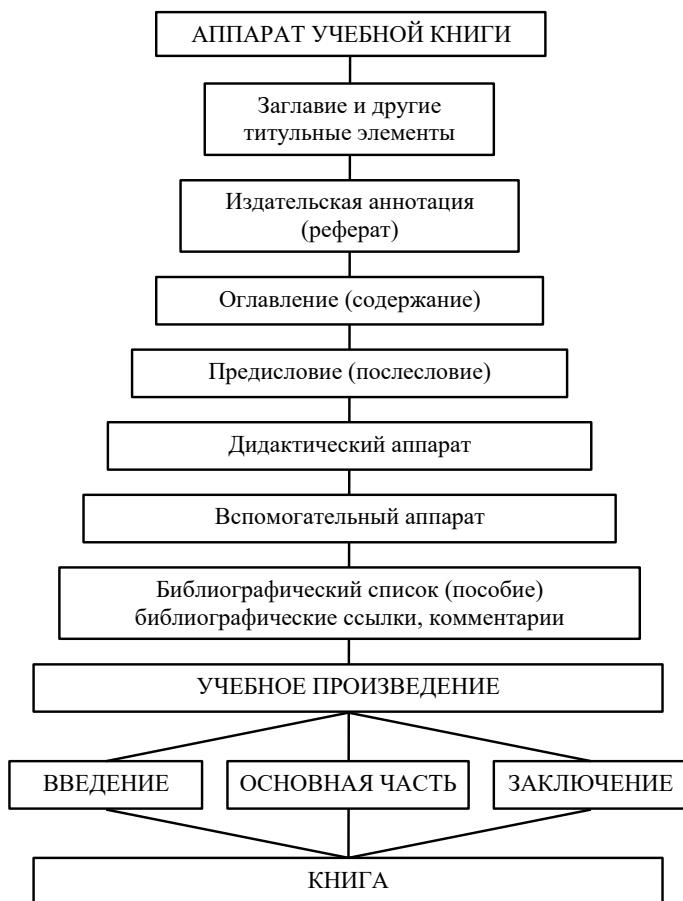 АППАРАТ УЧЕБНОЙ КНИГИ
Заглавие и другие
титульные элементы
Издательская аннотация
(реферат)
Оглавление (содержание)
Предисловие (послесловие)
Дидактический аппарат
Вспомогательный аппарат
Библиографический список (пособие)
библиографические ссылки, комментарии
УЧЕБНОЕ ПРОИЗВЕДЕНИЕ
ВВЕДЕНИЕ
ОСНОВНАЯ ЧАСТЬ
ЗАКЛЮЧЕНИЕ
КНИГА